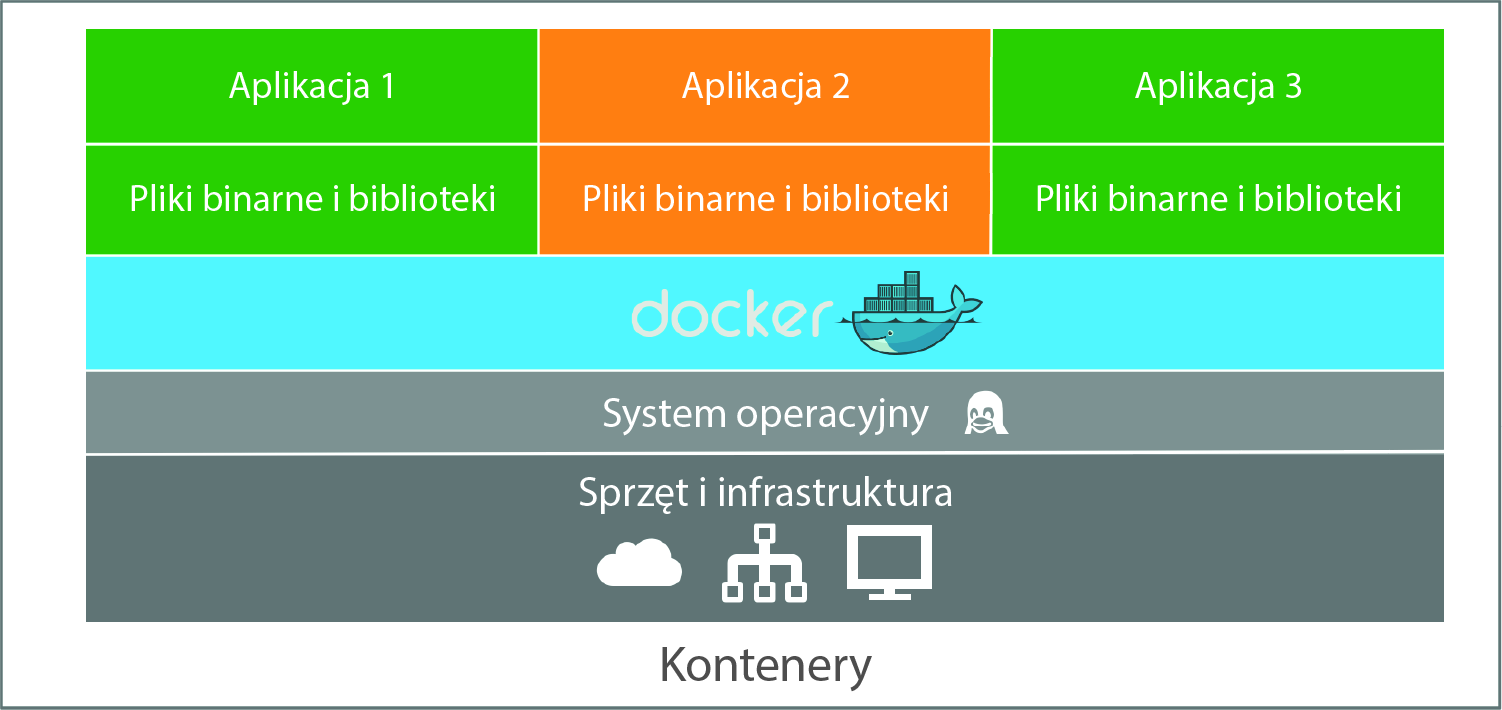 Aplikacja 1
Aplikacja 2
Aplikacja 3
Pliki binarne i biblioteki
Pliki binarne i biblioteki
Pliki binarne i biblioteki
docker
System operacyjny
Sprzęt i infrastruktura
Kontenery